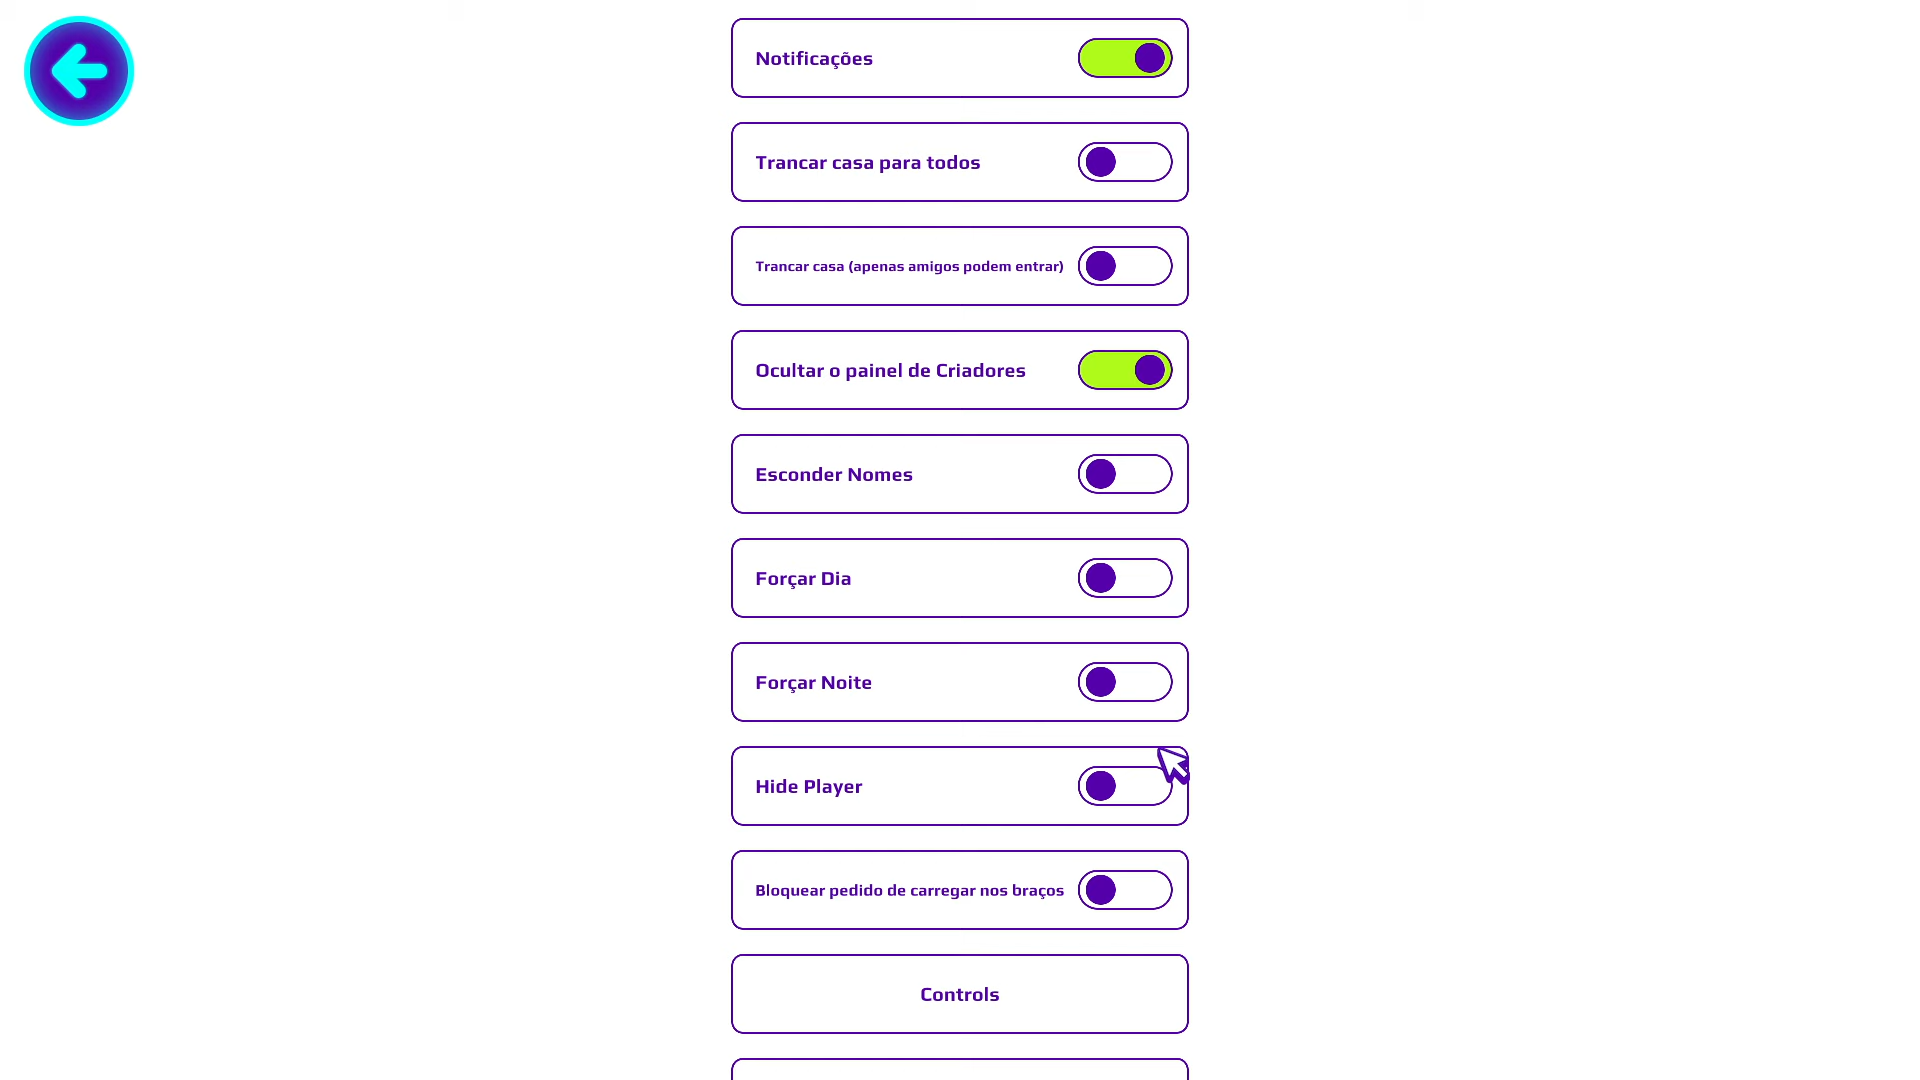 Notificações
Trancar casa para todos
Trancar casa (apenas amigos podem entrar)
Ocultar o painel de Criadores
Esconder Nomes
Forçar Dia
Forçar Noite
Hide Player
Bloquear pedido de carregar nos braços
Controls